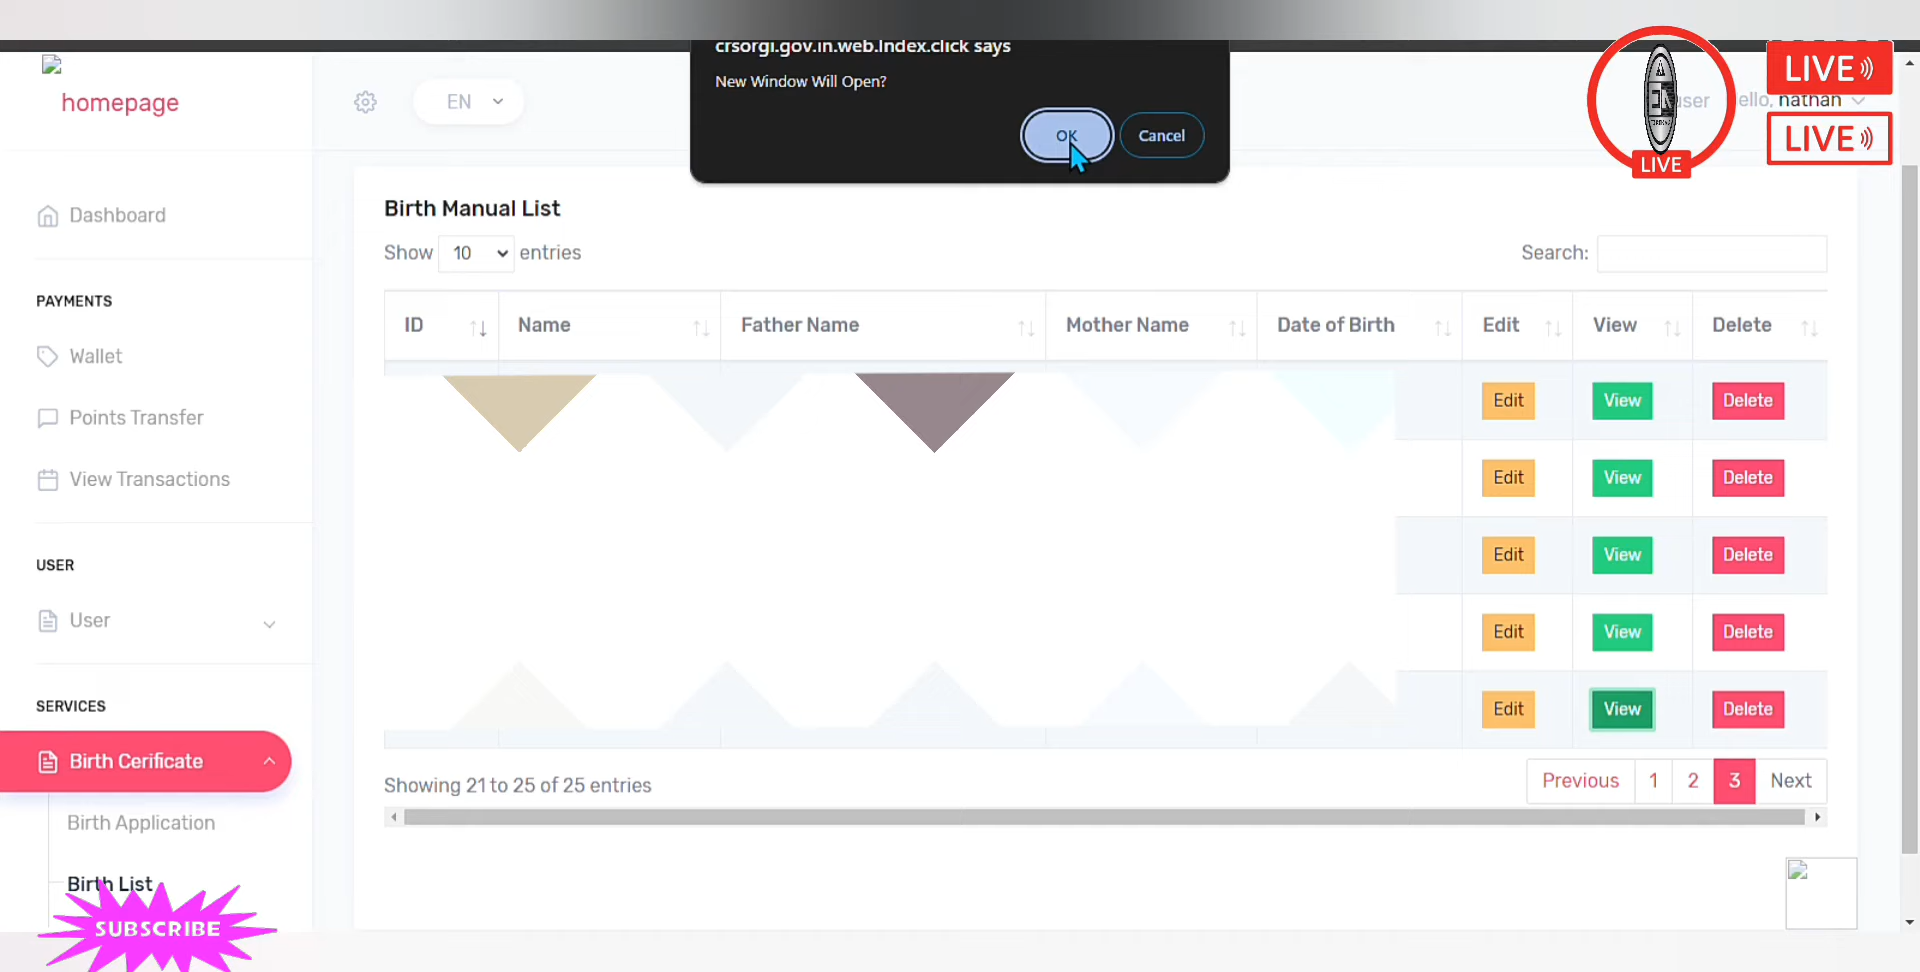 crsorgi.gov.in.web.Index.click says
New Window Will Open?
OK
Cancel
homepage
EN
user
ello, nathan
LIVE
LIVE
LIVE
Dashboard
PAYMENTS
Wallet
Points Transfer
View Transactions
USER
User
SERVICES
Birth Cerificate
Birth Application
Birth List
SUBSCRIBE
Birth Manual List
Show 10 entries
Search:
ID Name Father Name Mother Name Date of Birth Edit View Delete
Edit View Delete
Edit View Delete
Edit View Delete
Edit View Delete
Edit View Delete
Showing 21 to 25 of 25 entries
Previous 1 2 3 Next